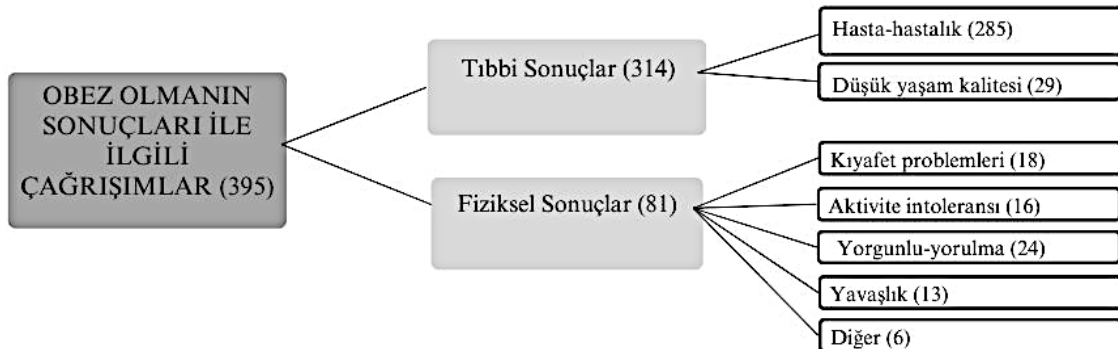 OBEZ OLMANIN
SONUÇLARI İLE
İLGİLİ
ÇAĞRIŞIMLAR (395)
Tıbbi Sonuçlar (314)
Hasta-hastalık (285)
Düşük yaşam kalitesi (29)
Fiziksel Sonuçlar (81)
Kıyafet problemleri (18)
Aktivite intoleransı (16)
Yorgunlu-yorulma (24)
Yavaşlık (13)
Diğer (6)